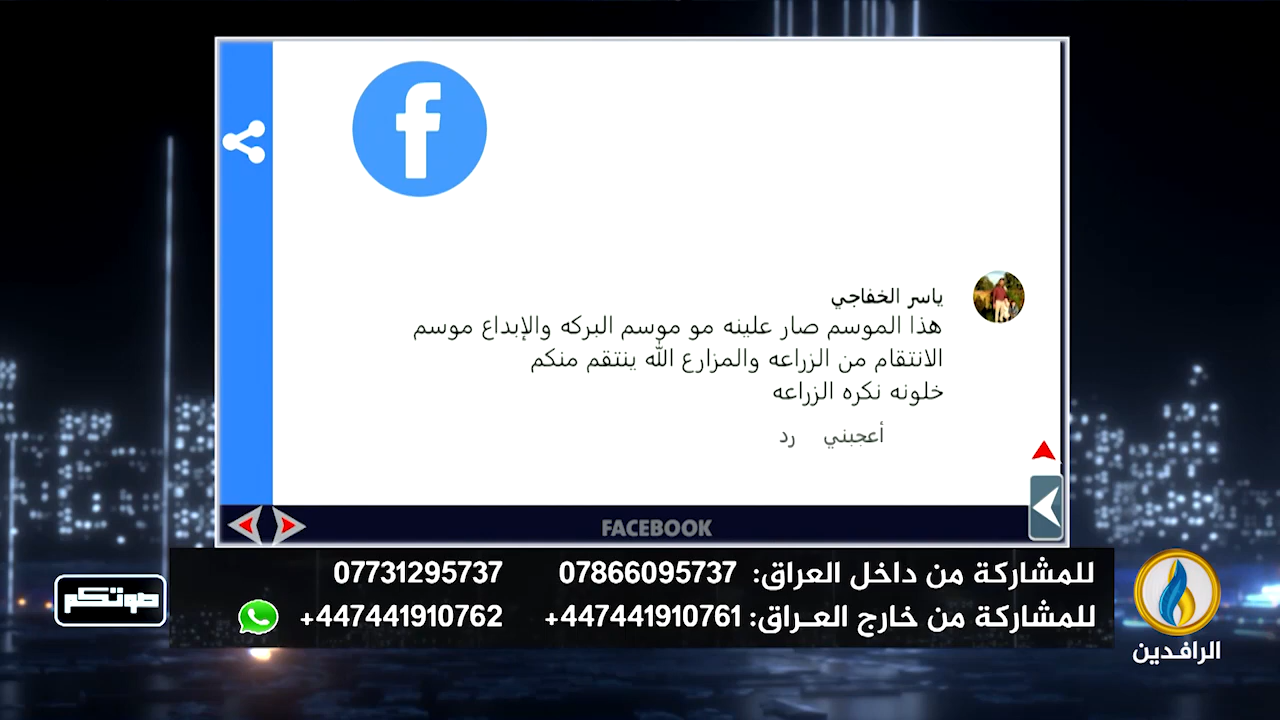 ياسر الخفاجي
هذا الموسم صار علينه مو موسم البركه والإبداع موسم
الانتقام من الزراعه والمزارع الله ينتقم منكم
خلونه نكره الزراعه
أعجبني رد
FACEBOOK
للمشاركة من داخل العراق: 07866095737 07731295737
للمشاركة من خارج العـراق: 447441910761+ 447441910762+
صوتكم
الرافدين